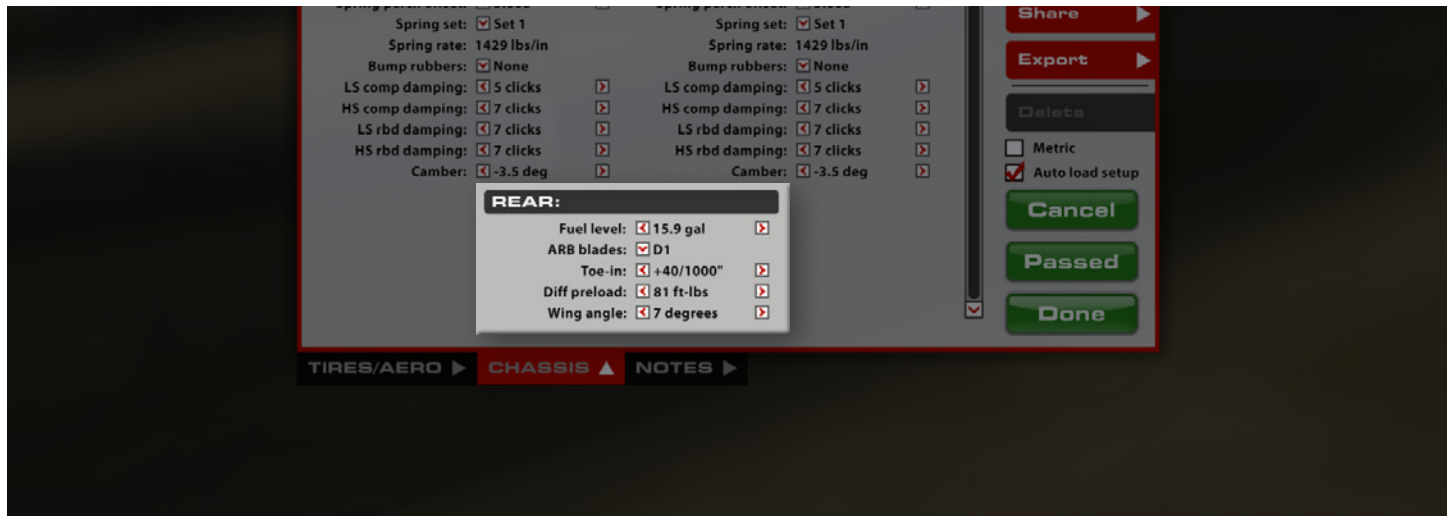 Share
Spring set: Set 1 Spring set: Set 1
Spring rate: 1429 lbs/in Spring rate: 1429 lbs/in
Export
Bump rubbers: None Bump rubbers: None
LS comp damping: 5 clicks LS comp damping: 5 clicks
HS comp damping: 7 clicks HS comp damping: 7 clicks
Delete
LS rbd damping: 7 clicks LS rbd damping: 7 clicks
HS rbd damping: 7 clicks HS rbd damping: 7 clicks
Metric
Camber: -3.5 deg Camber: -3.5 deg
Auto load setup
REAR:
Cancel
Fuel level: 15.9 gal
ARB blades: D1
Toe-in: +40/1000"
Passed
Diff preload: 81 ft-lbs
Wing angle: 7 degrees
Done
TIRES/AERO CHASSIS NOTES